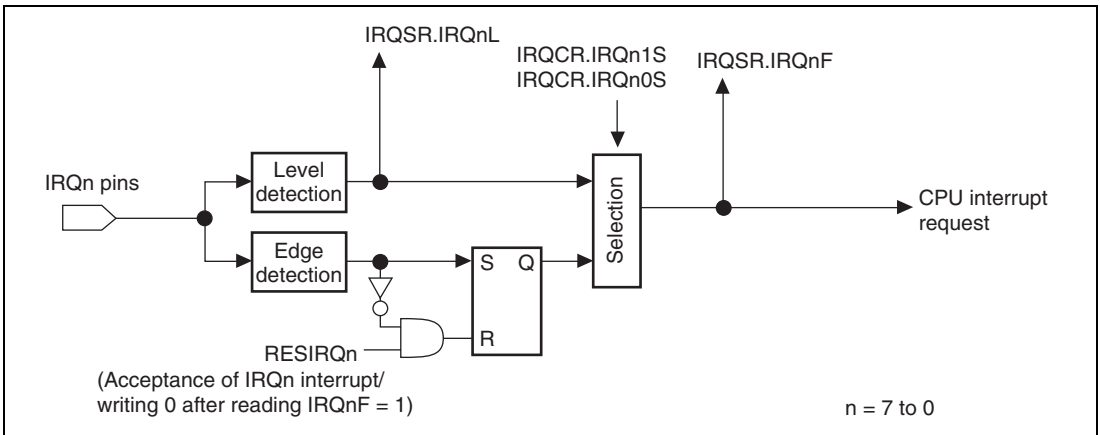 IRQSR.IRQnL
IRQCR.IRQn1S
IRQCR.IRQn0S
IRQSR.IRQnF
IRQn pins
Level
detection
Selection
CPU interrupt
request
Edge
detection
S Q
R
RESIRQn
(Acceptance of IRQn interrupt/
writing 0 after reading IRQnF = 1)
n = 7 to 0